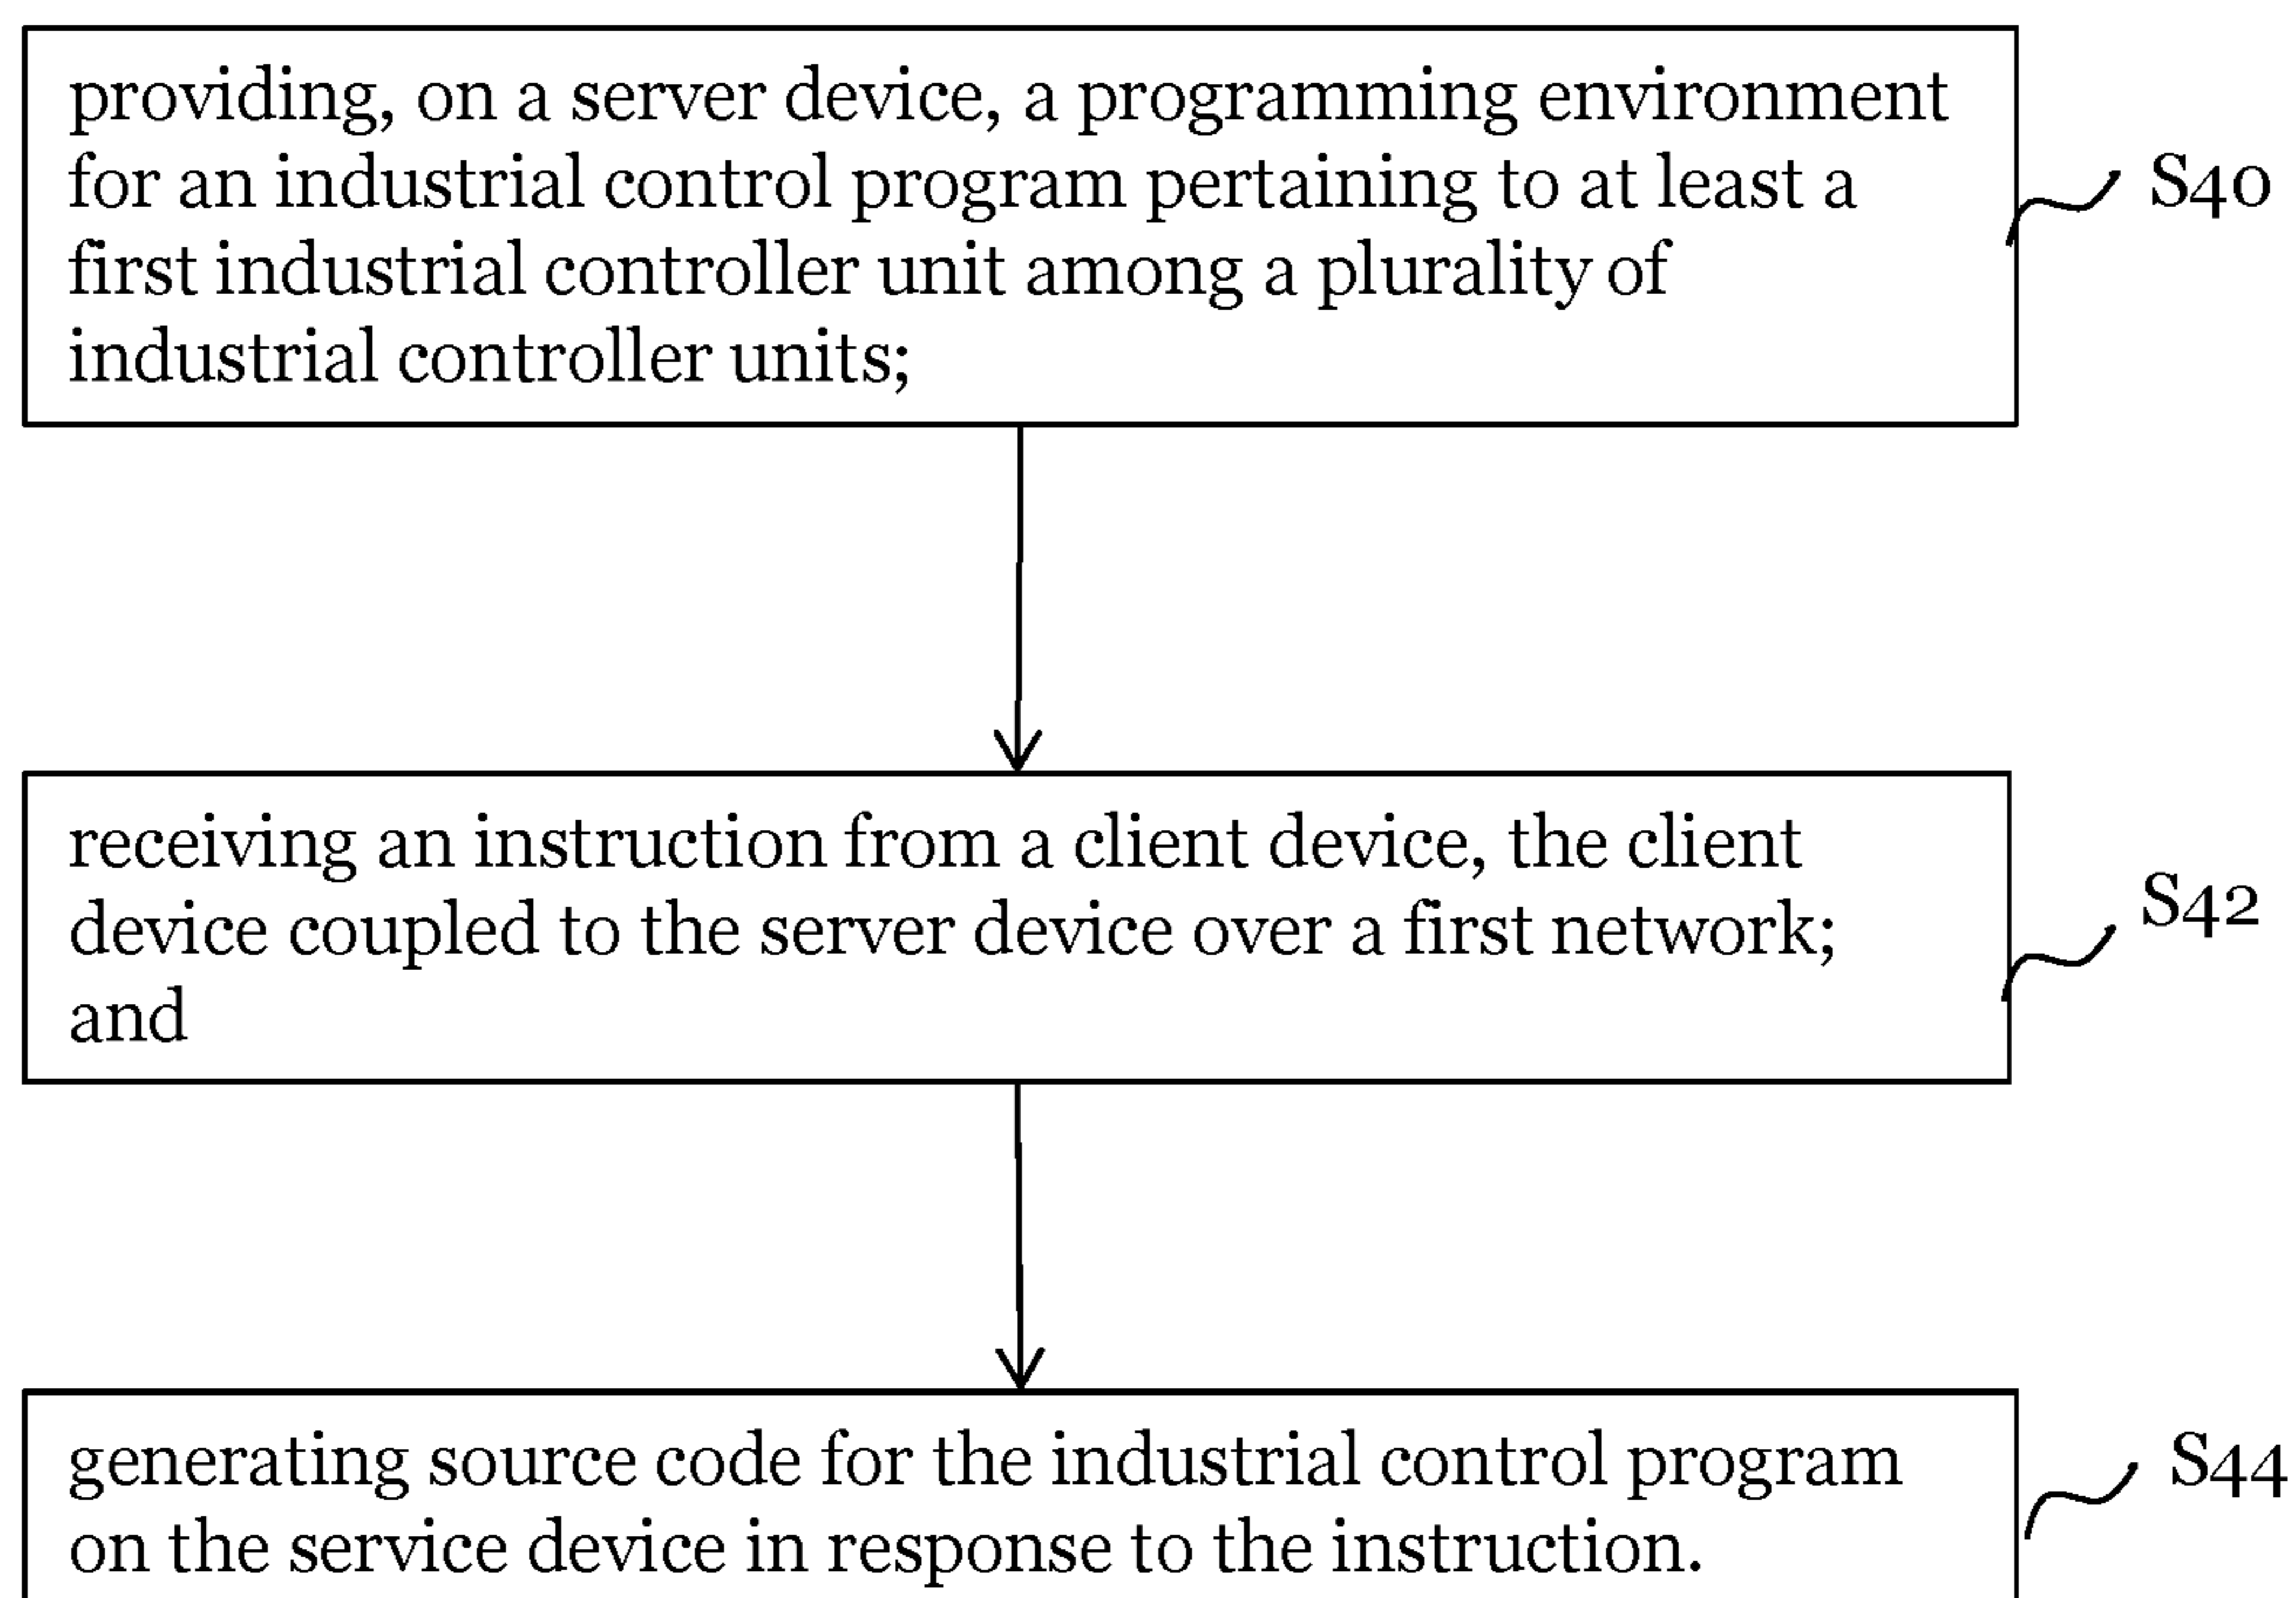 providing, on a server device, a programming environment
for an industrial control program pertaining to at least a
first industrial controller unit among a plurality of
industrial controller units;
S40
receiving an instruction from a client device, the client
device coupled to the server device over a first network;
and
S42
generating source code for the industrial control program
on the service device in response to the instruction.
S44